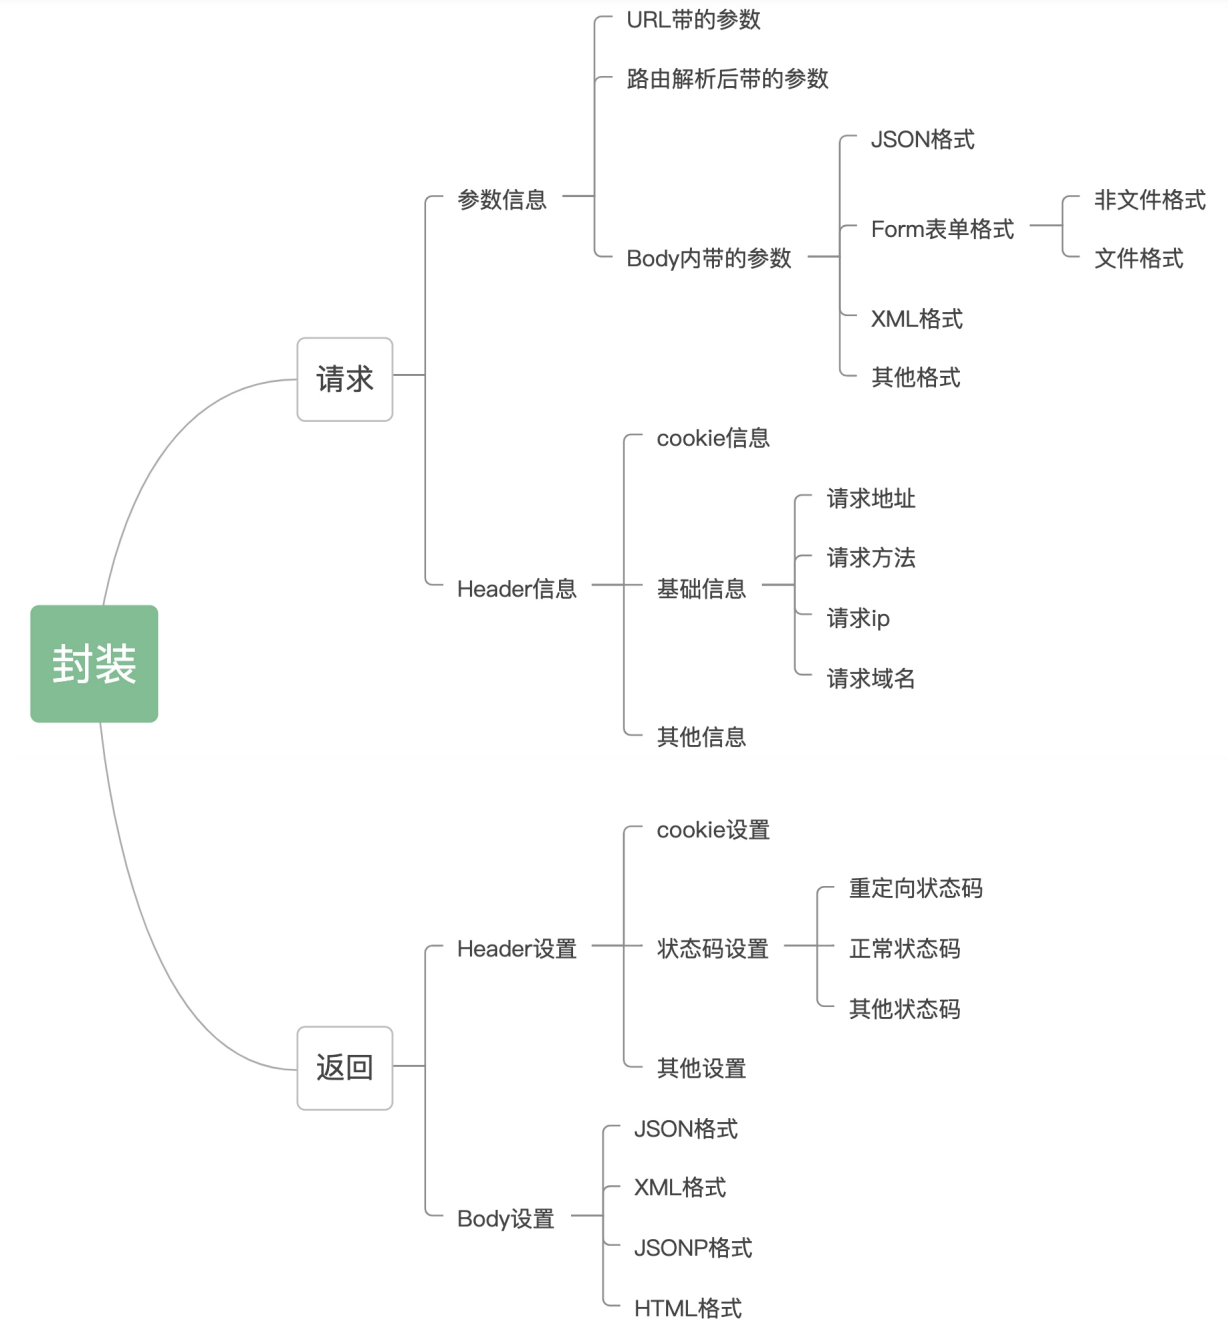 封装
请求
参数信息
URL带的参数
路由解析后带的参数
Body内带的参数
JSON格式
Form表单格式
非文件格式
文件格式
XML格式
其他格式
Header信息
cookie信息
基础信息
请求地址
请求方法
请求ip
请求域名
其他信息
返回
Header设置
cookie设置
状态码设置
重定向状态码
正常状态码
其他状态码
其他设置
Body设置
JSON格式
XML格式
JSONP格式
HTML格式